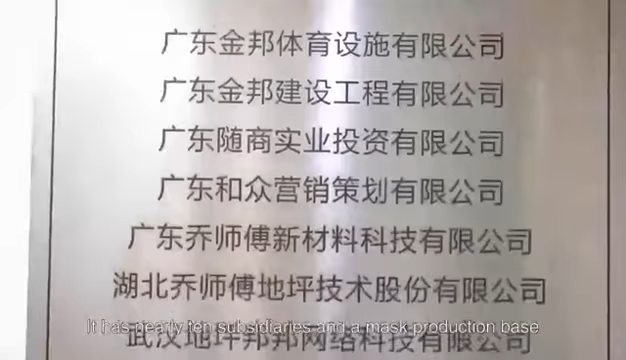 广东金邦体育设施有限公司
广东金邦建设工程有限公司
广东随商实业投资有限公司
广东和众营销策划有限公司
广东乔师傅新材料科技有限公司
湖北乔师傅地坪技术股份有限公司
It has nearly ten subsidiaries and a mask production base
武汉地坪邦邦网络科技有限公司